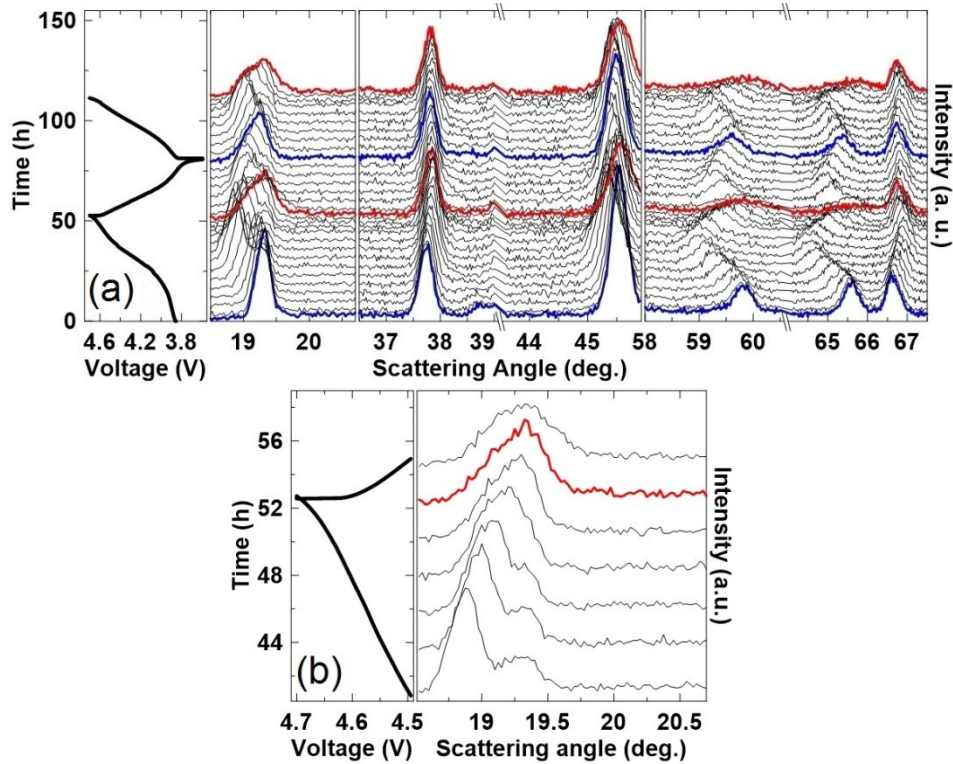 150
100
50
0
Time (h)
(a)
4.6 4.2 3.8
19 20
37 38 39 44 45 58 59 60 65 66 67
Voltage (V)
Scattering Angle (deg.)
Intensity (a. u.)
56
52
48
44
Time (h)
(b)
4.7 4.6 4.5
19 19.5 20 20.5
Voltage (V)
Scattering angle (deg.)
Intensity (a.u.)